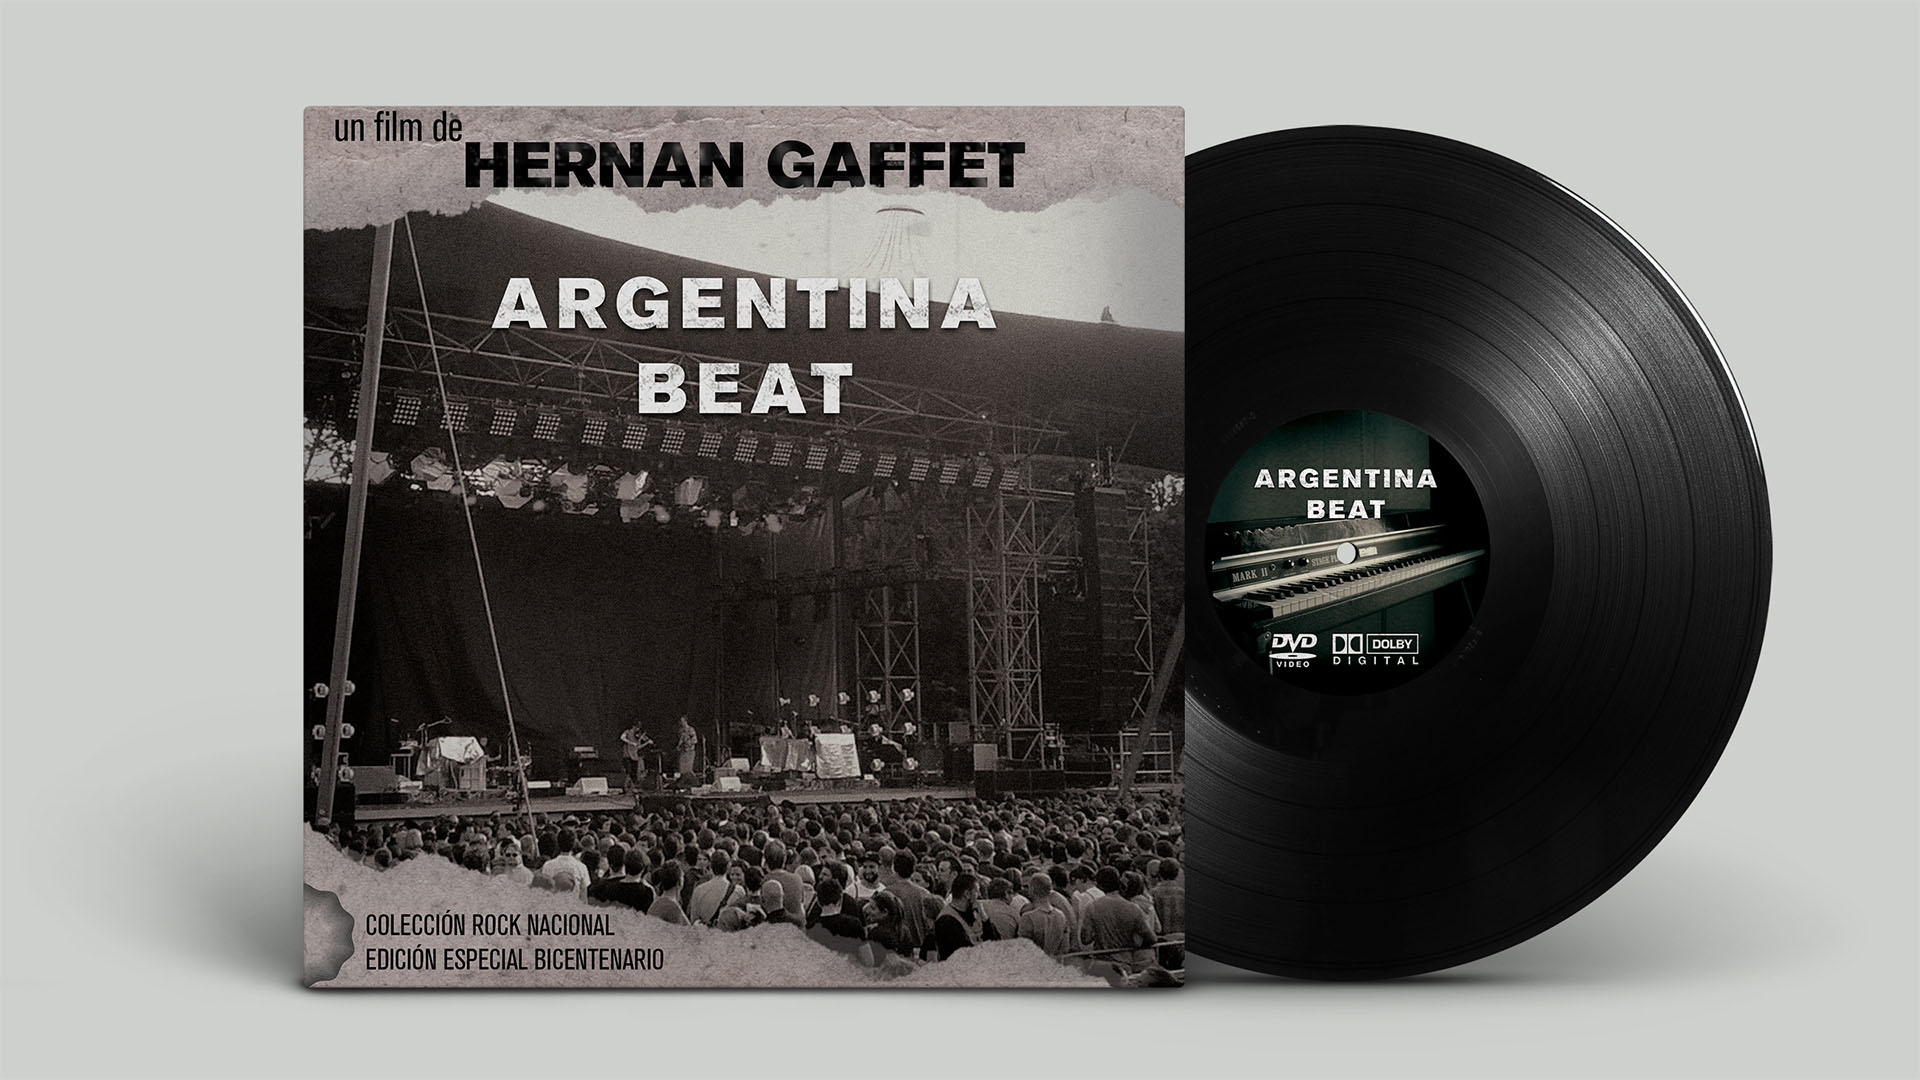 un film de
HERNAN GAFFET
ARGENTINA
BEAT
COLECCIÓN ROCK NACIONAL
EDICIÓN ESPECIAL BICENTENARIO
ARGENTINA
BEAT
MARK II
DVD
VIDEO
DOLBY
DIGITAL